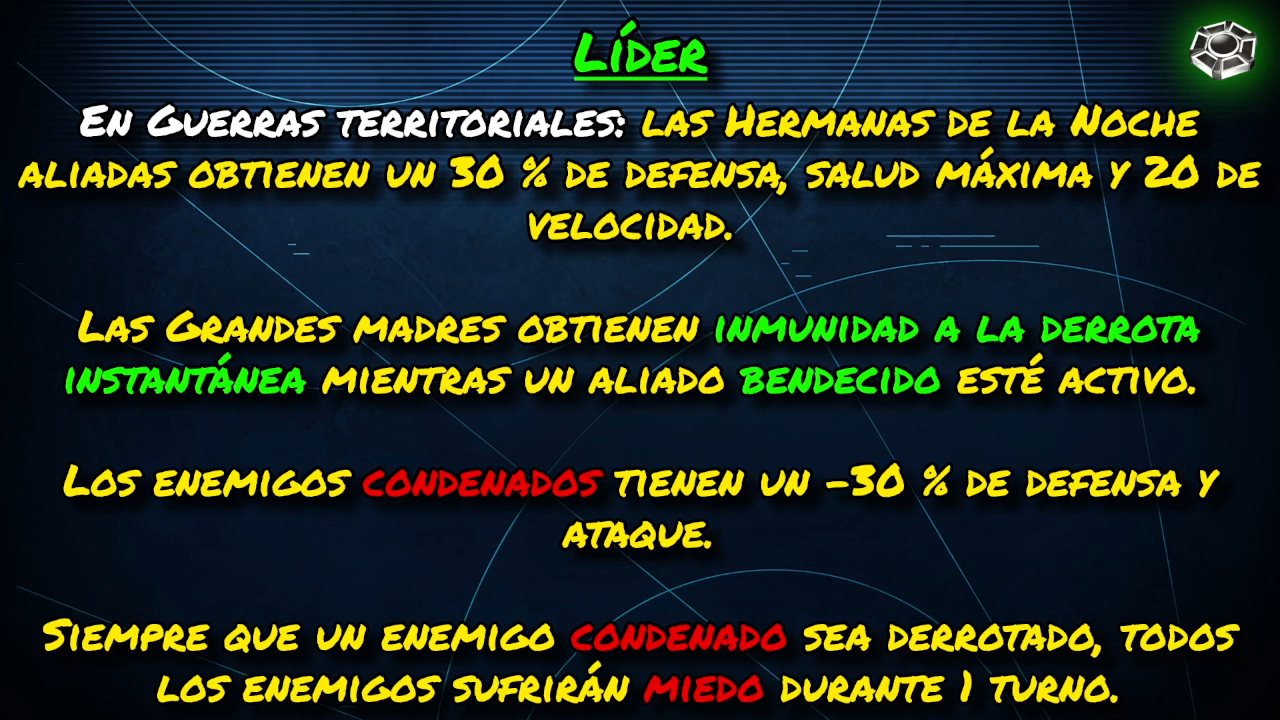 Líder
En Guerras territoriales: las Hermanas de la Noche
aliadas obtienen un 30 % de defensa, salud máxima y 20 de
velocidad.
Las Grandes madres obtienen inmunidad a la derrota
instantánea mientras un aliado bendecido esté activo.
Los enemigos condenados tienen un -30 % de defensa y
ataque.
Siempre que un enemigo condenado sea derrotado, todos
los enemigos sufrirán miedo durante 1 turno.